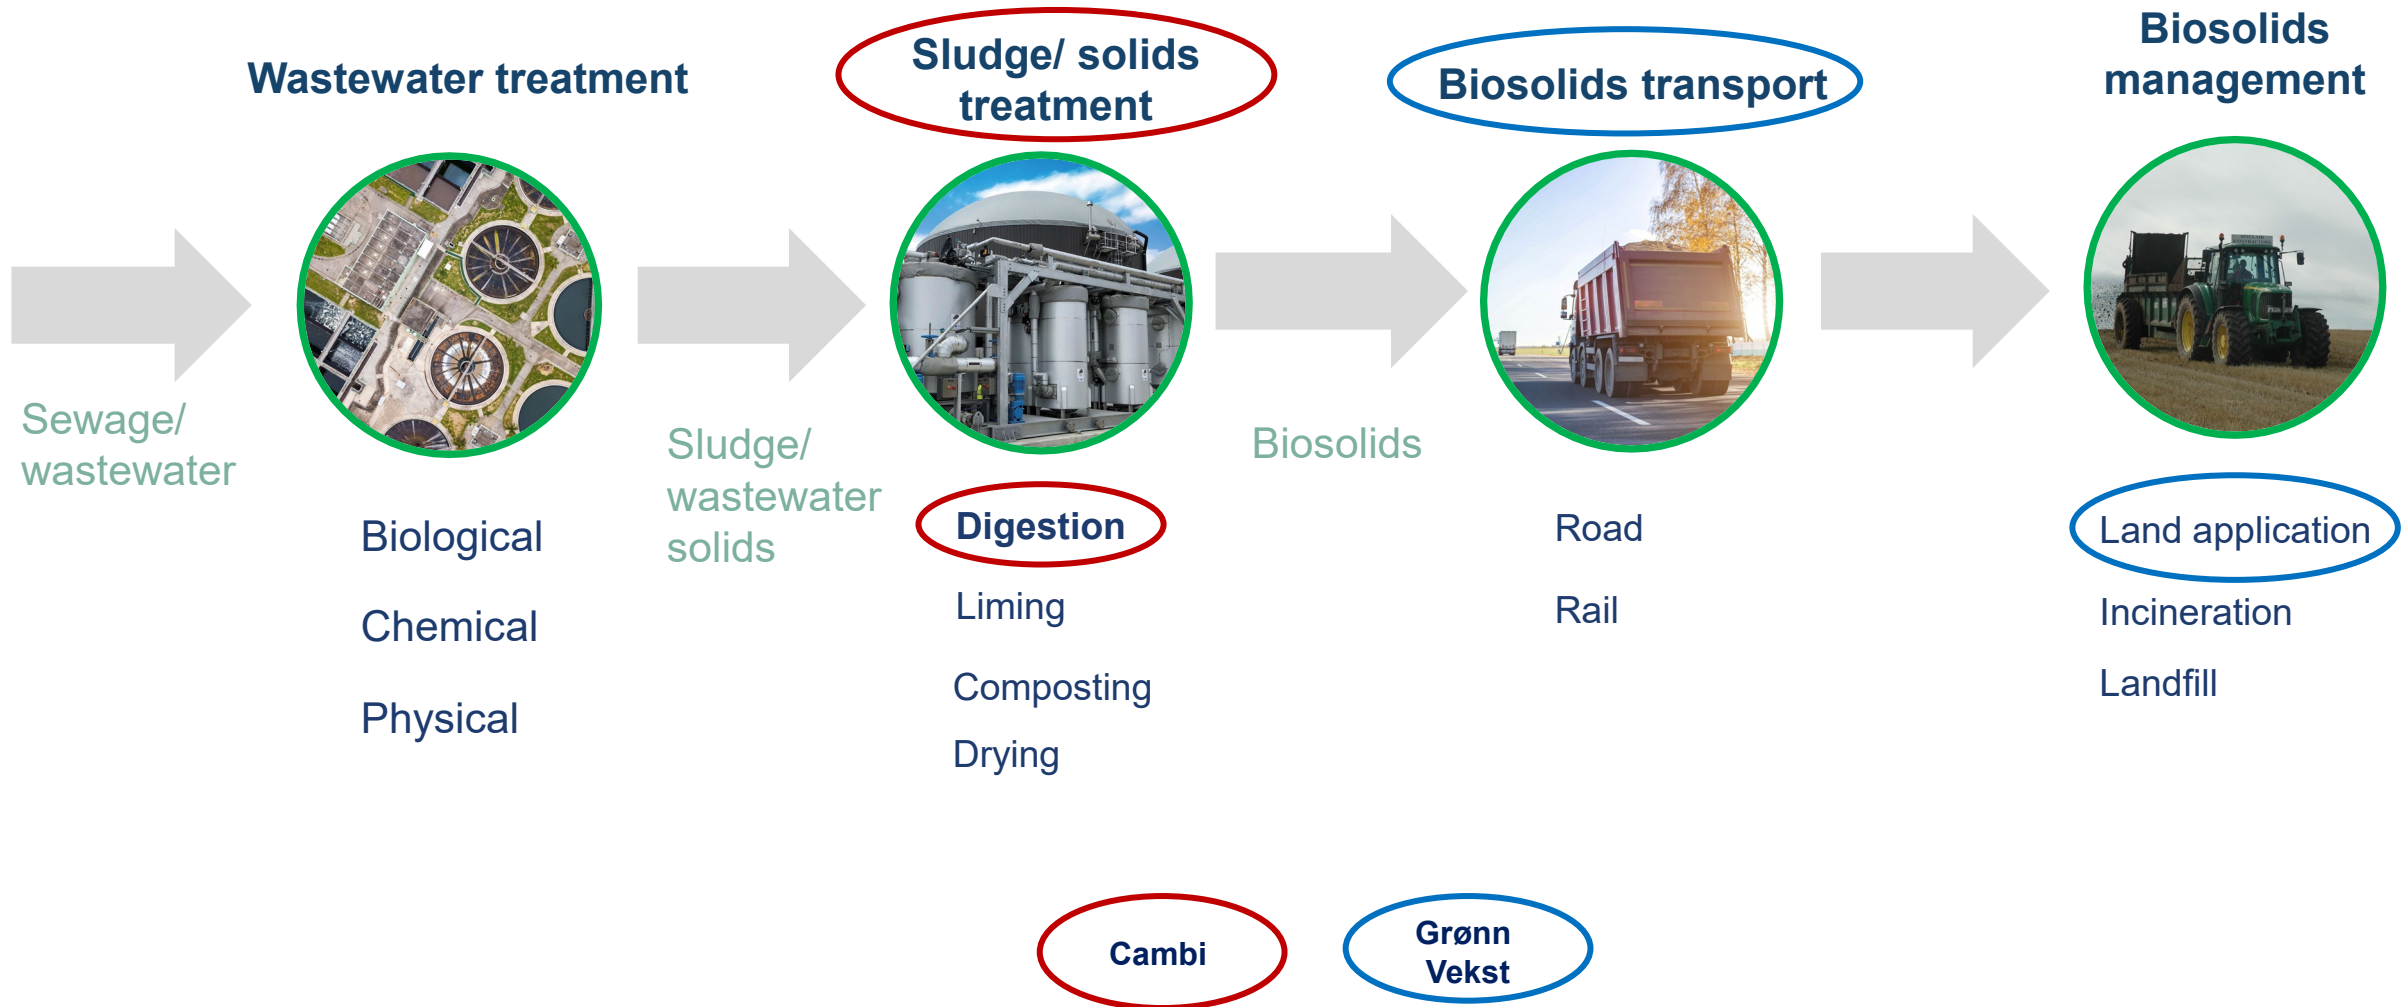 Wastewater treatment
Sludge/ solids
treatment
Biosolids transport
Biosolids
management
Sewage/
wastewater
Sludge/
wastewater
solids
Biosolids
Biological
Chemical
Physical
Digestion
Liming
Composting
Drying
Road
Rail
Land application
Incineration
Landfill
Cambi
Grønn
Vekst